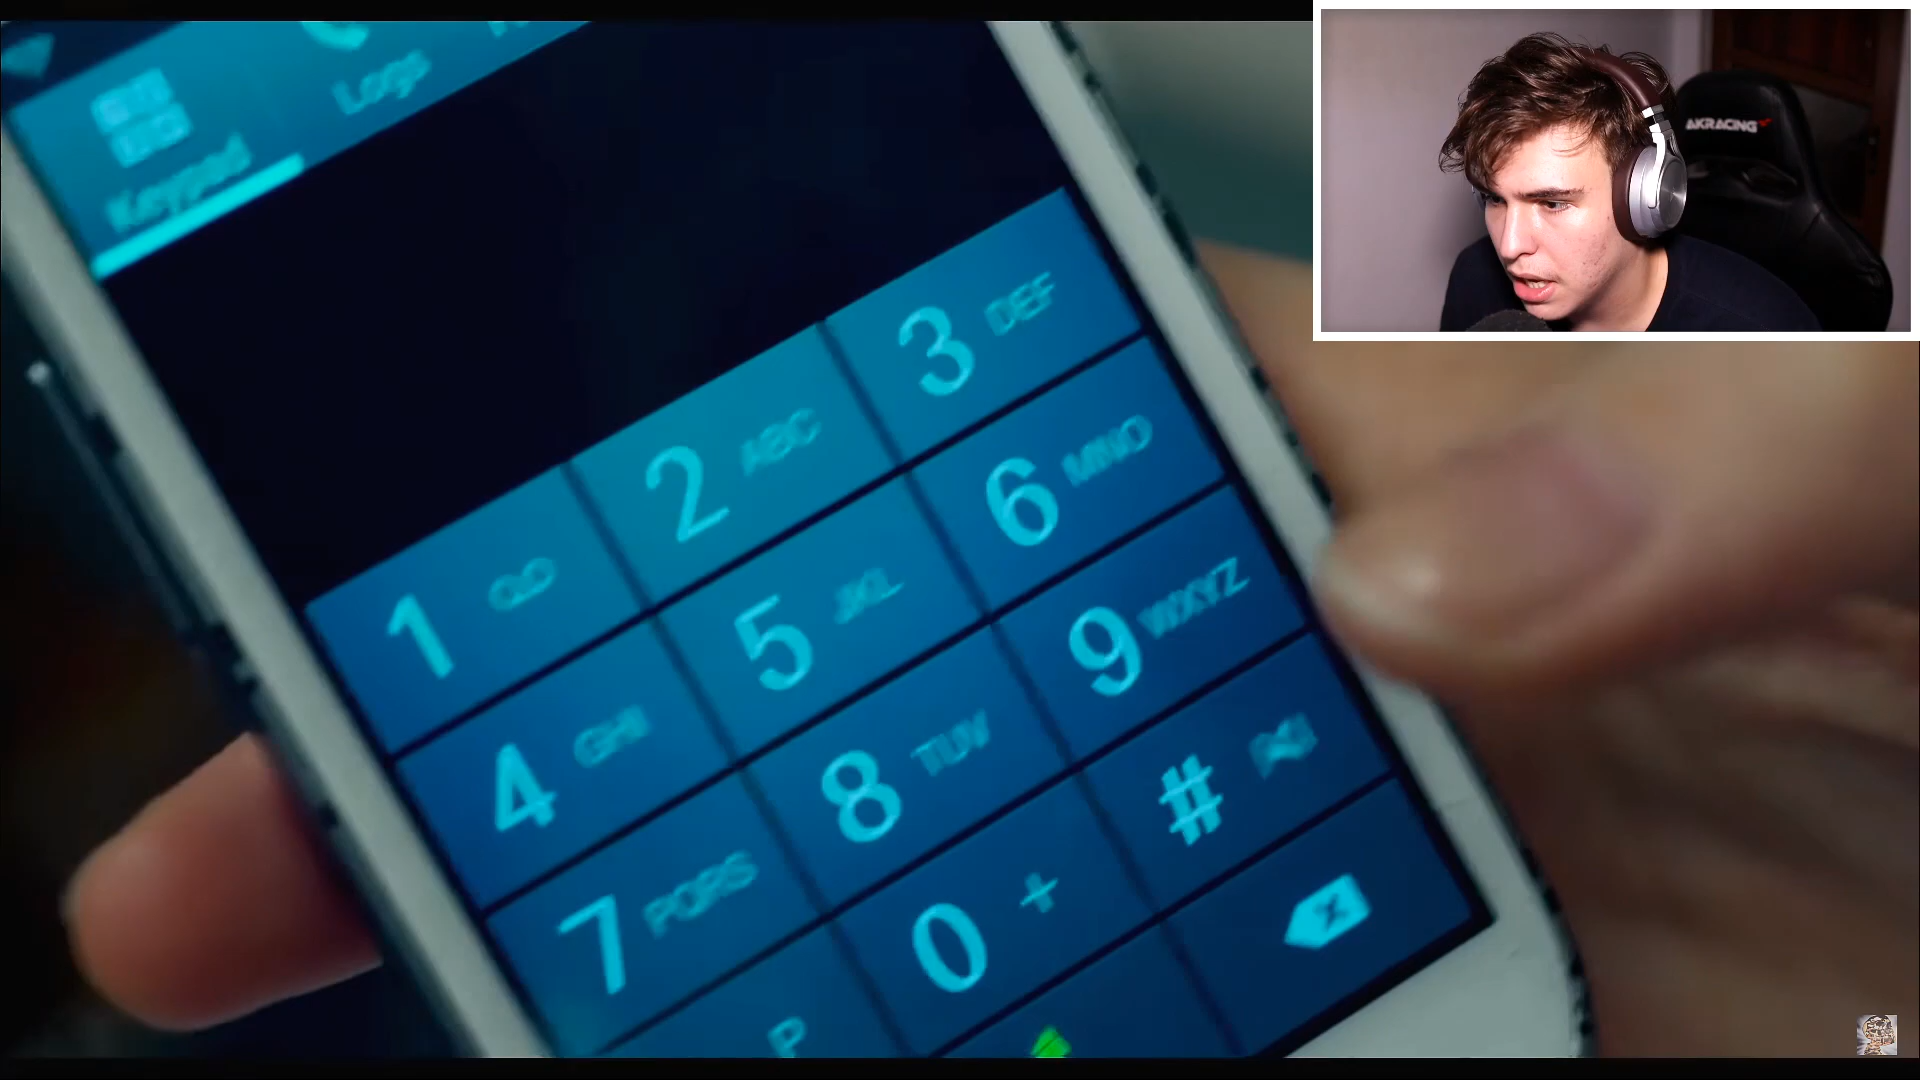 Logs
Keypad
AKRACING
3 DEF
2 ABC
6 MNO
1
5 JKL
9 WXYZ
4 GHI
8 TUV
#
7 PQRS
0 +
P